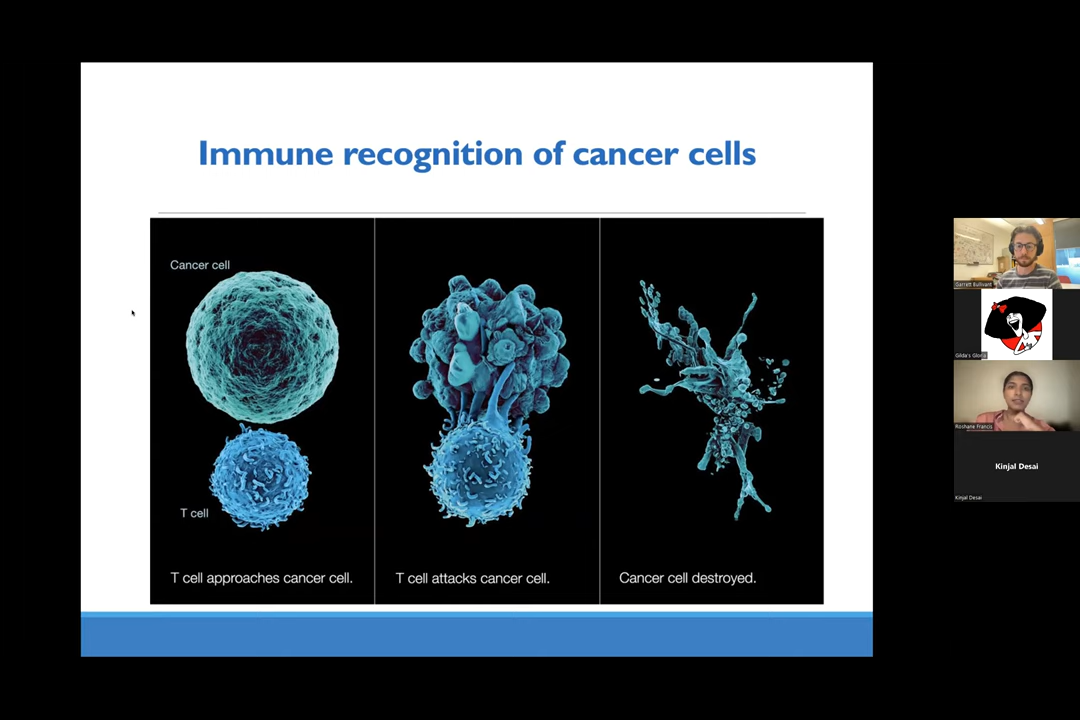 Immune recognition of cancer cells
Cancer cell
T cell
T cell approaches cancer cell.
T cell attacks cancer cell.
Cancer cell destroyed.
Garrett Bullivant
Gilda's Gloria
Roshane Francis
Kinjal Desai
Kinjal Desai